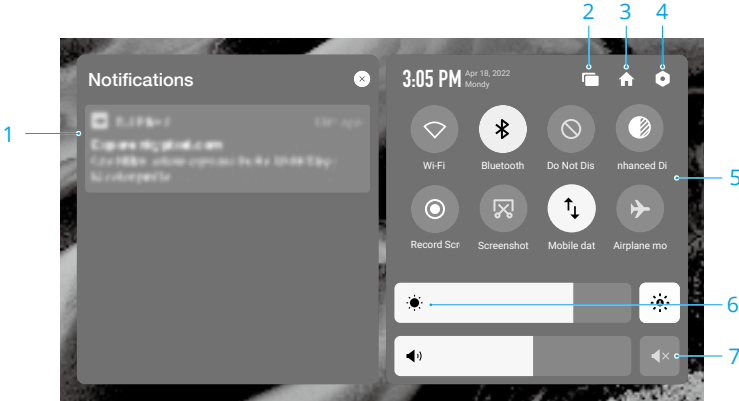 2 3 4
Notifications
3:05 PM Apr 18, 2022
Mondy
1
Wi-Fi Bluetooth Do Not Dis nhanced Di
5
Record Scr Screenshot Mobile dat Airplane mo
6
7